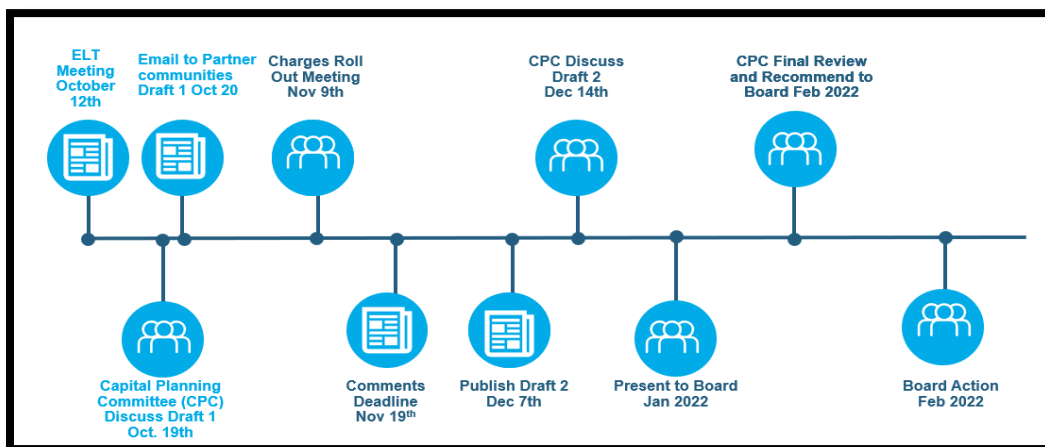 ELT
Meeting
October
12th
Email to Partner
communities
Draft 1 Oct 20
Charges Roll
Out Meeting
Nov 9th
CPC Discuss
Draft 2
Dec 14th
CPC Final Review
and Recommend to
Board Feb 2022
Capital Planning
Committee (CPC)
Discuss Draft 1
Oct. 19th
Comments
Deadline
Nov 19th
Publish Draft 2
Dec 7th
Present to Board
Jan 2022
Board Action
Feb 2022